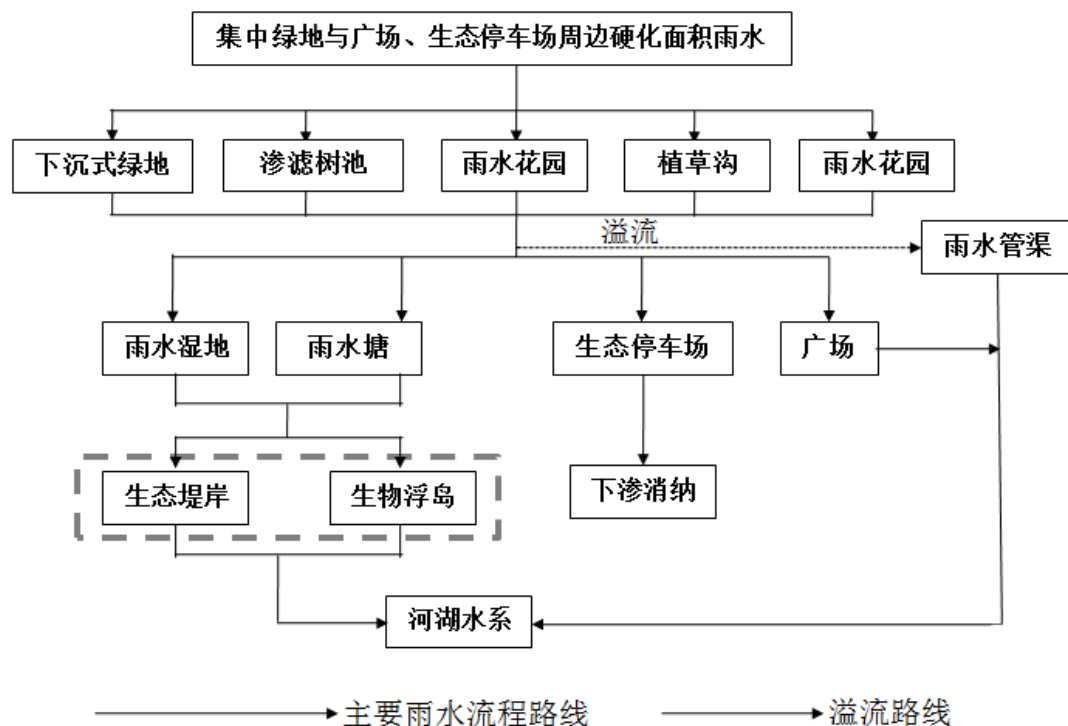 集中绿地与广场、生态停车场周边硬化面积雨水
下沉式绿地
渗滤树池
雨水花园
植草沟
雨水花园
溢流
雨水管渠
雨水湿地
雨水塘
生态停车场
广场
生态堤岸
生物浮岛
下渗消纳
河湖水系
主要雨水流程路线
溢流路线